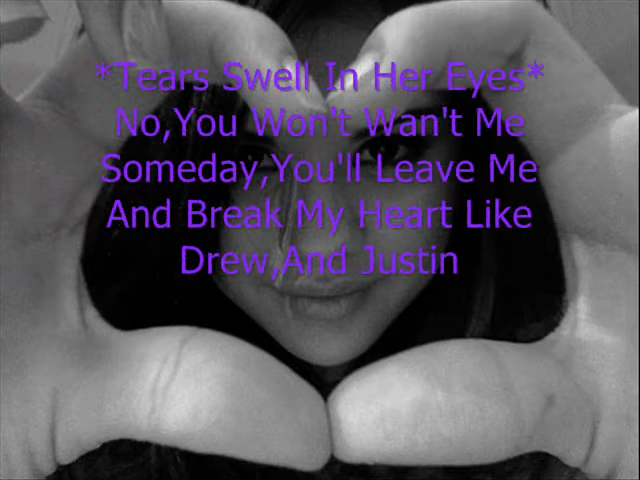 *Tears Swell In Her Eyes*
No,You Won't Wan't Me
Someday,You'll Leave Me
And Break My Heart Like
Drew,And Justin